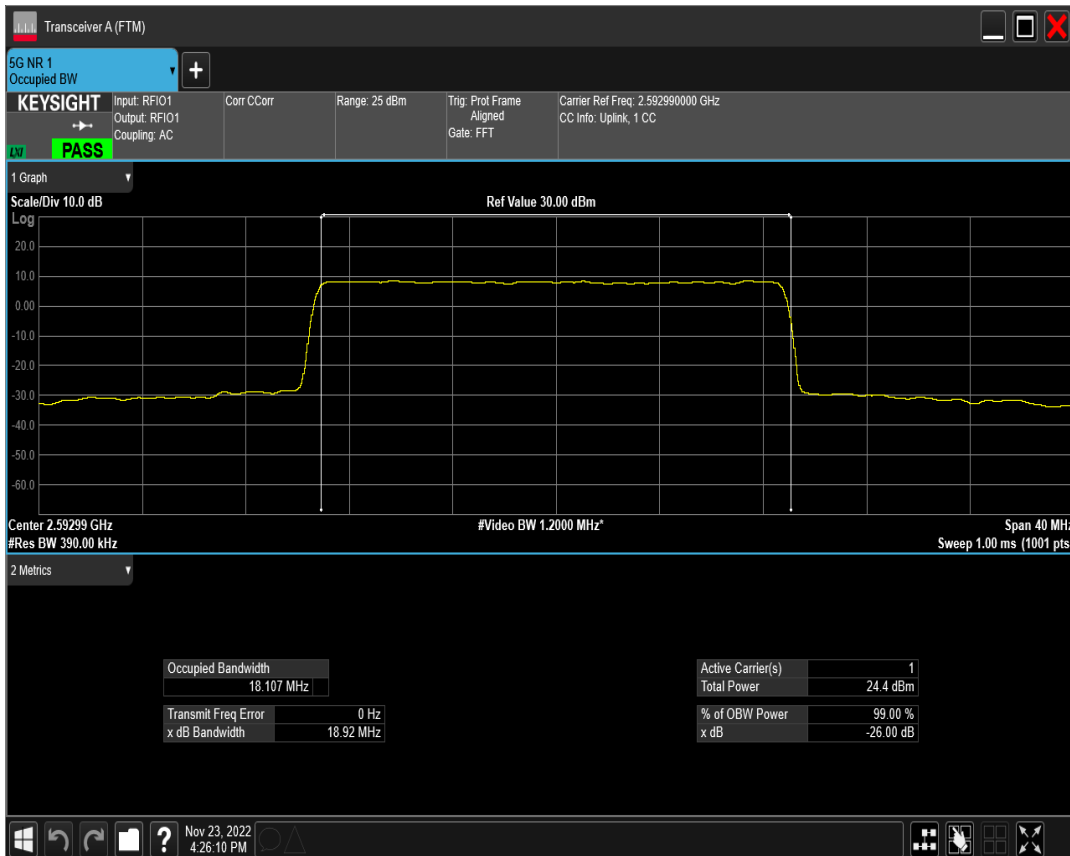 Transceiver A (FTM)
5G NR 1
Occupied BW
+
KEYSIGHT
LXI
PASS
Input: RFIO1
Output: RFIO1
Coupling: AC
Corr CCorr
Range: 25 dBm
Trig: Prot Frame
Aligned
Gate: FFT
Carrier Ref Freq: 2.592990000 GHz
CC Info: Uplink, 1 CC
1 Graph
Scale/Div 10.0 dB
Ref Value 30.00 dBm
Log
20.0
10.0
0.00
-10.0
-20.0
-30.0
-40.0
-50.0
-60.0
Center 2.59299 GHz
#Video BW 1.2000 MHz*
Span 40 MHz
#Res BW 390.00 kHz
Sweep 1.00 ms (1001 pts
2 Metrics
Occupied Bandwidth
18.107 MHz
Transmit Freq Error 0 Hz
x dB Bandwidth 18.92 MHz
Active Carrier(s) 1
Total Power 24.4 dBm
% of OBW Power 99.00 %
x dB -26.00 dB
?
Nov 23, 2022
4:26:10 PM